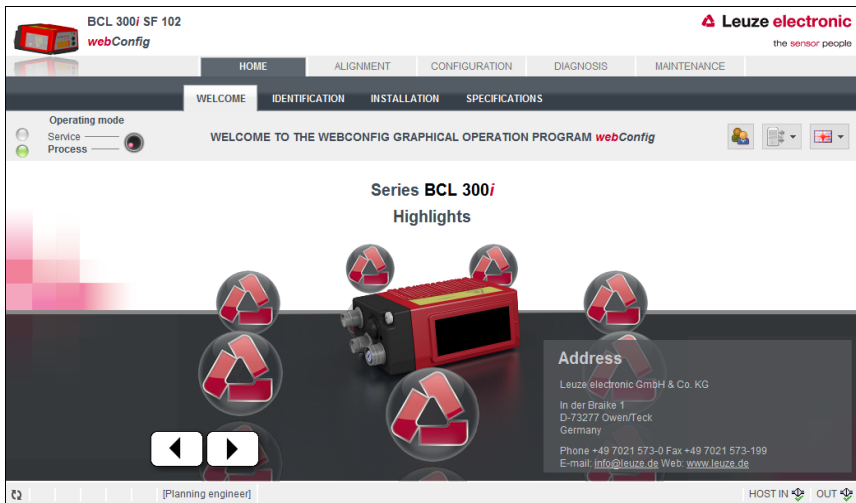 BCL 300i SF 102
webConfig
Leuze electronic
the sensor people
HOME ALIGNMENT CONFIGURATION DIAGNOSIS MAINTENANCE
WELCOME IDENTIFICATION INSTALLATION SPECIFICATIONS
Operating mode
Service
Process
WELCOME TO THE WEBCONFIG GRAPHICAL OPERATION PROGRAM webConfig
Series BCL 300i
Highlights
Address
Leuze electronic GmbH & Co. KG
In der Braike 1
D-73277 Owen/Teck
Germany
Phone +49 7021 573-0 Fax +49 7021 573-199
E-mail: info@leuze.de Web: www.leuze.de
[Planning engineer] HOST IN OUT